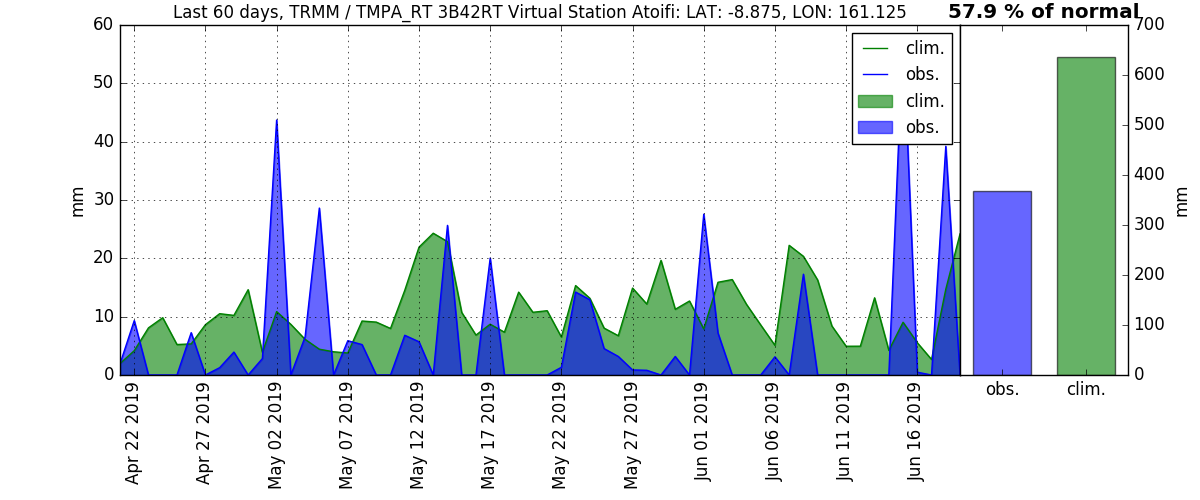 Last 60 days, TRMM / TMPA_RT 3B42RT Virtual Station Atoifi: LAT: -8.875, LON: 161.125
57.9 % of normal
60
50
40
30
20
10
0
mm
clim.
obs.
clim.
obs.
Apr 22 2019
Apr 27 2019
May 02 2019
May 07 2019
May 12 2019
May 17 2019
May 22 2019
May 27 2019
Jun 01 2019
Jun 06 2019
Jun 11 2019
Jun 16 2019
700
600
500
400
300
200
100
0
mm
obs.
clim.